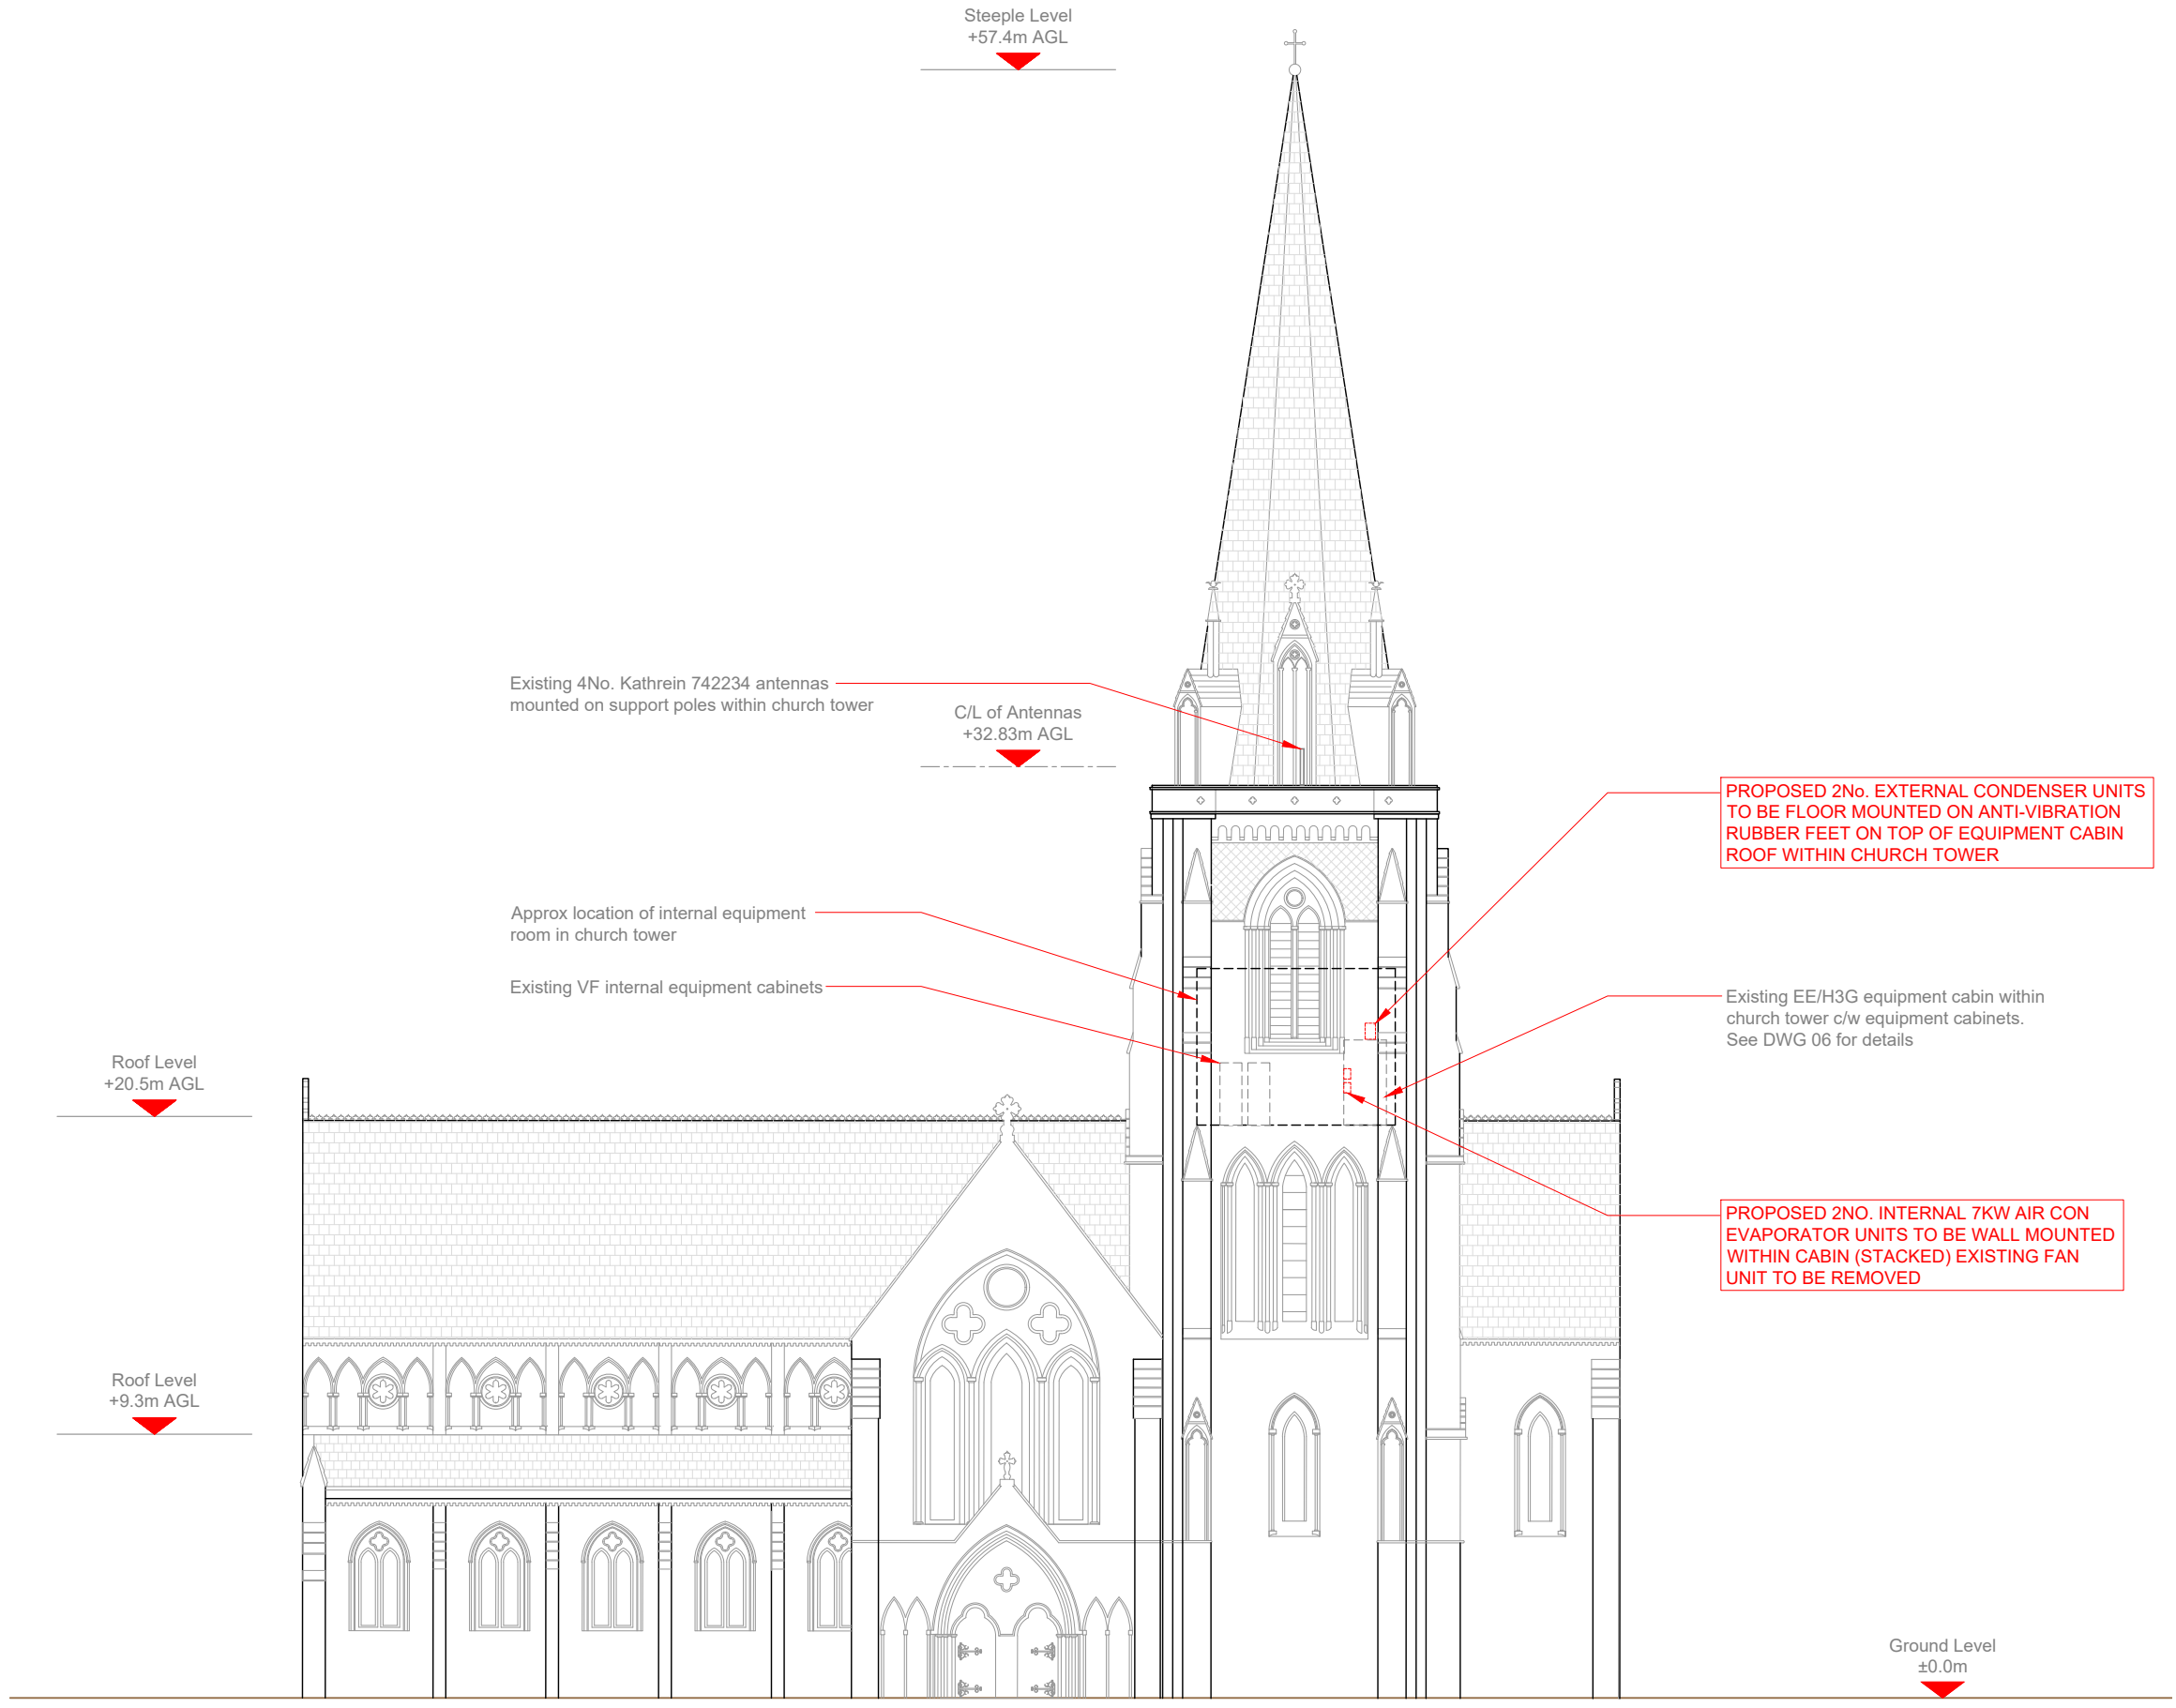 Steeple Level
+57.4m AGL
Existing 4No. Kathrein 742234 antennas
mounted on support poles within church tower
C/L of Antennas
+32.83m AGL
PROPOSED 2No. EXTERNAL CONDENSER UNITS
TO BE FLOOR MOUNTED ON ANTI-VIBRATION
RUBBER FEET ON TOP OF EQUIPMENT CABIN
ROOF WITHIN CHURCH TOWER
Approx location of internal equipment
room in church tower
Existing VF internal equipment cabinets
Existing EE/H3G equipment cabin within
church tower c/w equipment cabinets.
See DWG 06 for details
Roof Level
+20.5m AGL
PROPOSED 2NO. INTERNAL 7KW AIR CON
EVAPORATOR UNITS TO BE WALL MOUNTED
WITHIN CABIN (STACKED) EXISTING FAN
UNIT TO BE REMOVED
Roof Level
+9.3m AGL
Ground Level
±0.0m